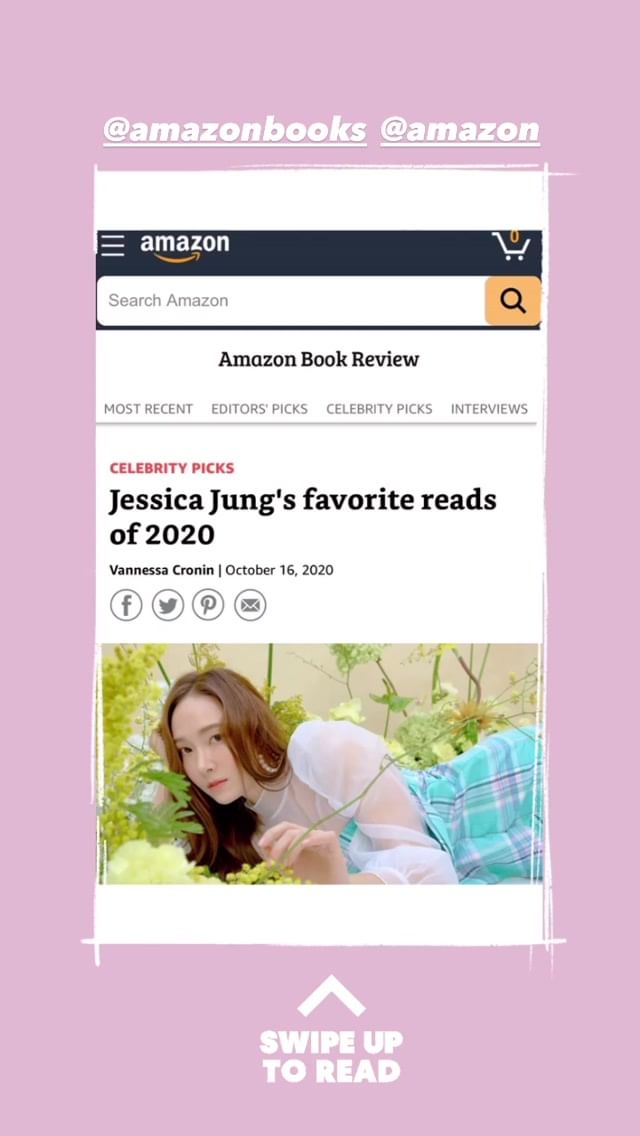 @amazonbooks @amazon
amazon
0
Search Amazon
Amazon Book Review
MOST RECENT EDITORS' PICKS CELEBRITY PICKS INTERVIEWS
CELEBRITY PICKS
Jessica Jung's favorite reads
of 2020
Vannessa Cronin | October 16, 2020
SWIPE UP
TO READ